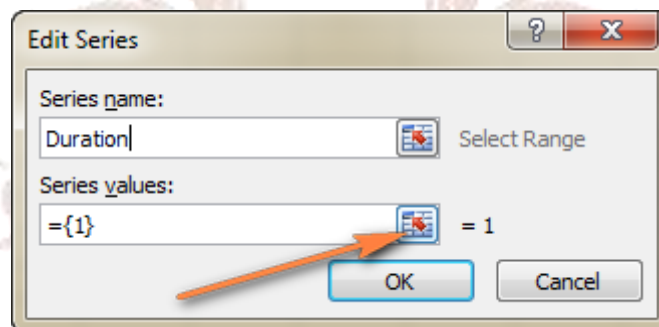 Edit Series
Series name:
Duration Select Range
Series values:
={1} = 1
OK Cancel